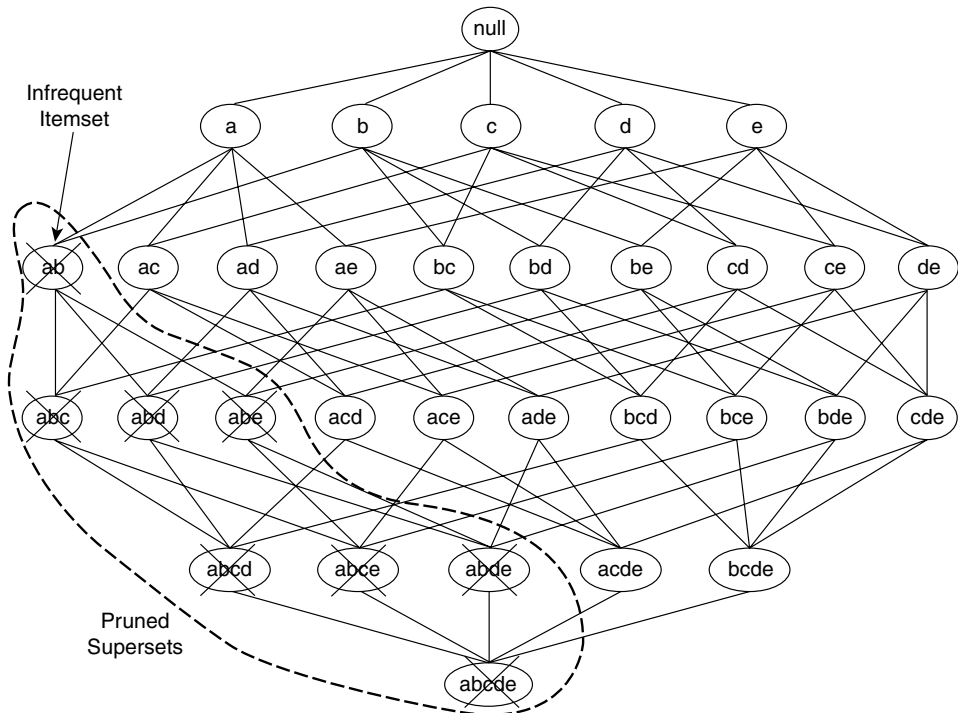 null
Infrequent
Itemset
a b c d e
ab ac ad ae bc bd be cd ce de
abc abd abe acd ace ade bcd bce bde cde
abcd abce abde acde bcde
Pruned
Supersets
abcde